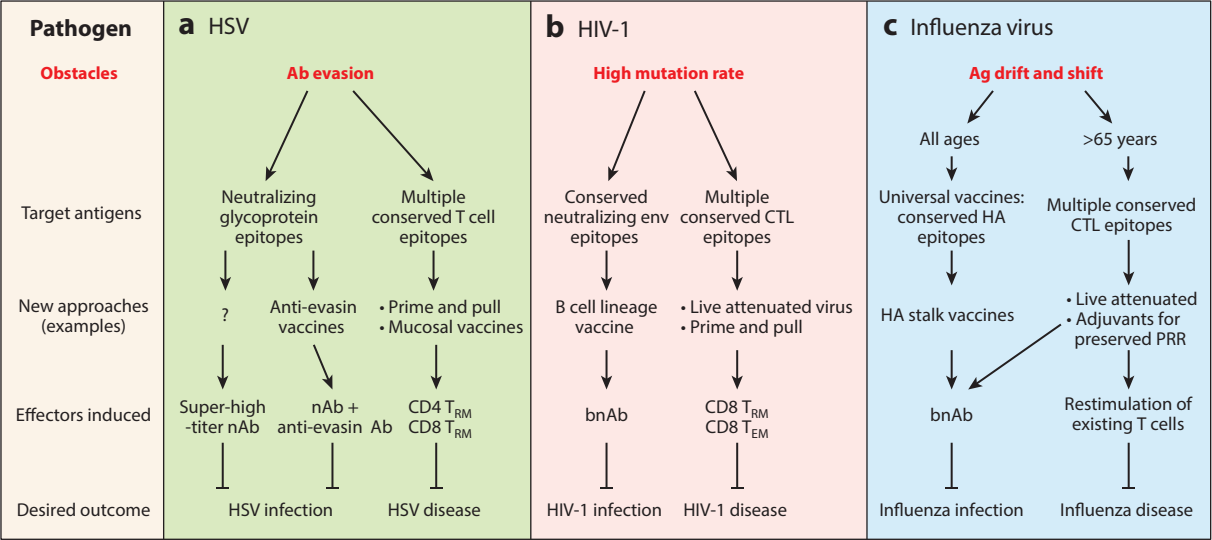 Pathogen
Obstacles
Target antigens
New approaches
(examples)
Effectors induced
Desired outcome
a HSV
Ab evasion
Neutralizing
glycoprotein
epitopes
Multiple
conserved T cell
epitopes
?
Anti-evasin
vaccines
• Prime and pull
• Mucosal vaccines
Super-high
-titer nAb
nAb +
anti-evasin Ab
CD4 TRM
CD8 TRM
HSV infection
HSV disease
b HIV-1
High mutation rate
Conserved
neutralizing env
epitopes
Multiple
conserved CTL
epitopes
B cell lineage
vaccine
• Live attenuated virus
• Prime and pull
bnAb
CD8 TRM
CD8 TEM
HIV-1 infection
HIV-1 disease
c Influenza virus
Ag drift and shift
All ages
>65 years
Universal vaccines:
conserved HA
epitopes
Multiple conserved
CTL epitopes
HA stalk vaccines
• Live attenuated
• Adjuvants for
preserved PRR
bnAb
Restimulation of
existing T cells
Influenza infection
Influenza disease